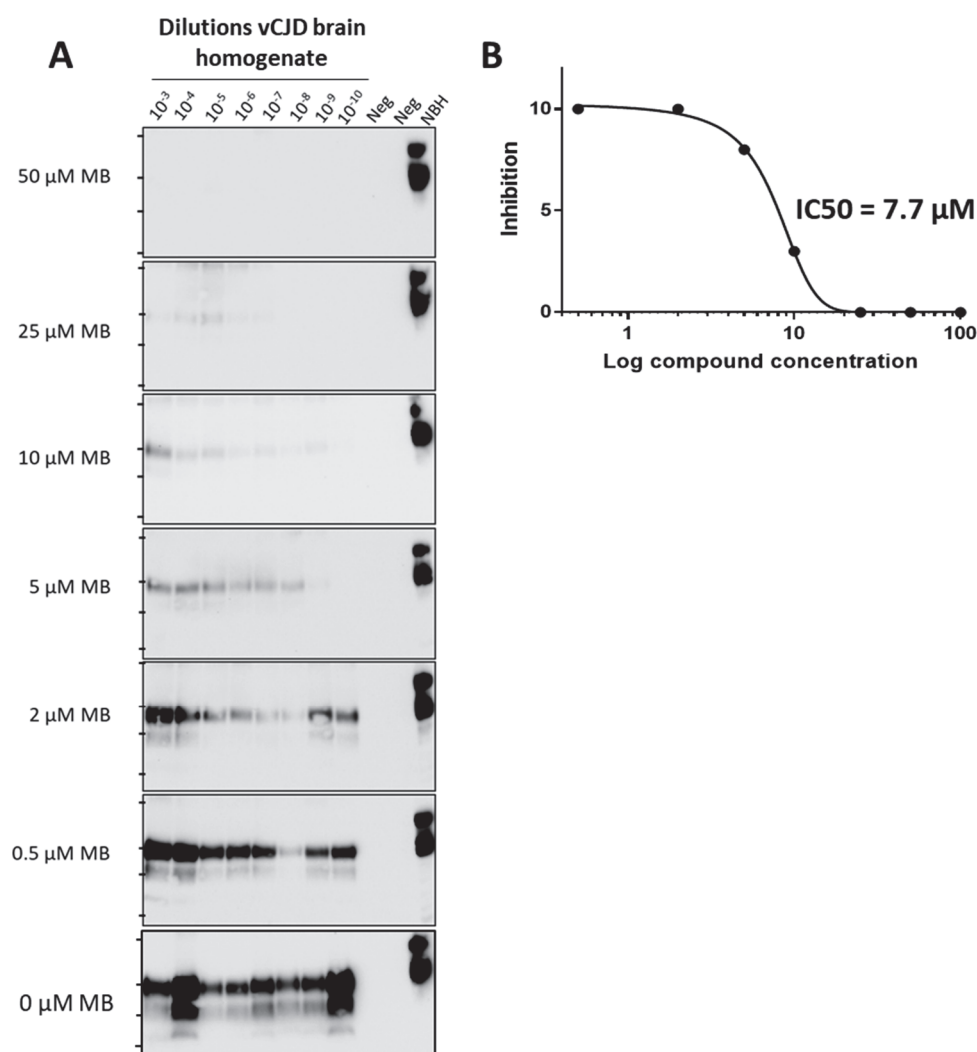 A
Dilutions vCJD brain
homogenate
10-3 10-4 10-5 10-6 10-7 10-8 10-9 10-10 Neg Neg NBH
50 µM MB
25 µM MB
10 µM MB
5 µM MB
2 µM MB
0.5 µM MB
0 µM MB
B
10
5
0
Inhibition
IC50 = 7.7 µM
1 10 100
Log compound concentration